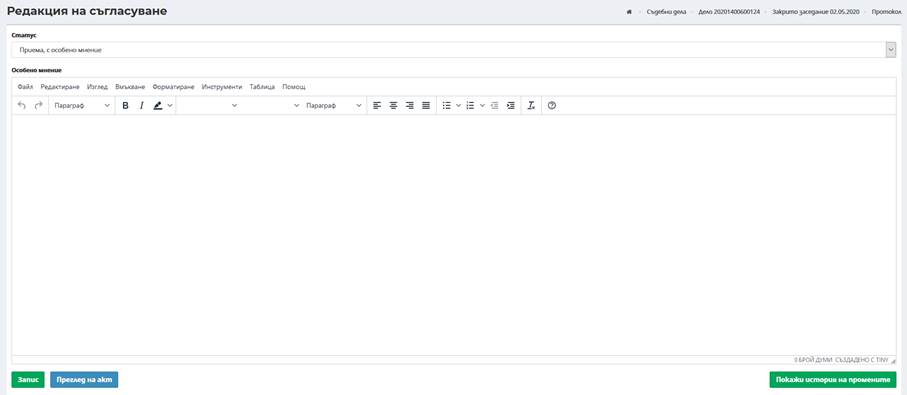 Редакция на съгласуване
Съдебни дела
Дело 20201400600124
Закрито заседание 02.05.2020
Протокол
Статус
Приема, с особено мнение
Особено мнение
Файл Редактиране Изглед Вмъкване Форматиране Инструменти Таблица Помощ
Параграф B I Параграф
0 БРОЙ ДУМИ СЪЗДАДЕНО С TINY
Запис Преглед на акт Покажи история на промените